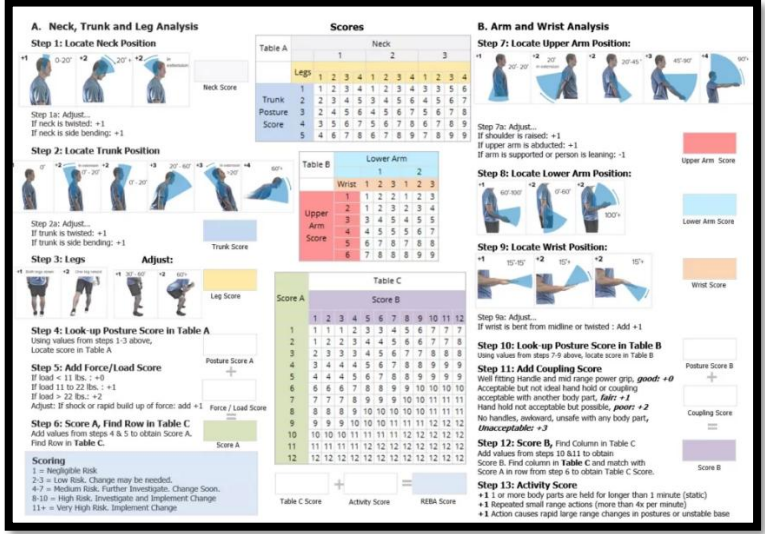 A. Neck, Trunk and Leg Analysis
Step 1: Locate Neck Position
+1 0-20° +2 20°+ +2 in extension
Neck Score
Step 1a: Adjust...
If neck is twisted: +1
If neck is side bending: +1
Step 2: Locate Trunk Position
+1 0° +2 in extension 0°-20° +2 0°-20° +3 20°-60° +3 in extension >20° +4 60°+
Step 2a: Adjust...
If trunk is twisted: +1
If trunk is side bending: +1
Trunk Score
Step 3: Legs Adjust:
+1 +2 +1 30°-60° +2 60°+
Leg Score
Step 4: Look-up Posture Score in Table A
Using values from steps 1-3 above,
Locate score in Table A
Posture Score A
+
Step 5: Add Force/Load Score
If load < 11 lbs. : +0
If load 11 to 22 lbs. : +1
If load > 22 lbs.: +2
Adjust: If shock or rapid build up of force: add +1
Force / Load Score
=
Step 6: Score A, Find Row in Table C
Add values from steps 4 & 5 to obtain Score A.
Find Row in Table C.
Score A
Scoring
1 = Negligible Risk
2-3 = Low Risk. Change may be needed.
4-7 = Medium Risk. Further Investigate. Change Soon.
8-10 = High Risk. Investigate and Implement Change
11+ = Very High Risk. Implement Change
Scores
Table A Neck
1 2 3
Legs 1 2 3 4 1 2 3 4 1 2 3 4
Trunk Posture Score
1 1 2 3 4 1 2 3 4 3 3 5 6
2 2 3 4 5 3 4 5 6 4 5 6 7
3 2 4 5 6 4 5 6 7 5 6 7 8
4 3 5 6 7 5 6 7 8 6 7 8 9
5 4 6 7 8 6 7 8 9 7 8 9 9
Table B Lower Arm
1 2
Wrist 1 2 3 1 2 3
Upper Arm Score
1 1 2 2 1 2 3
2 1 2 3 2 3 4
3 3 4 5 4 5 5
4 4 5 5 5 6 7
5 6 7 8 7 8 8
6 7 8 8 8 9 9
Table C
Score A Score B
1 2 3 4 5 6 7 8 9 10 11 12
1 1 1 1 2 3 3 4 5 6 7 7 7
2 1 2 2 3 4 4 5 6 6 7 7 8
3 2 3 3 3 4 5 6 7 7 8 8 8
4 3 4 4 4 5 6 7 8 8 9 9 9
5 4 4 4 5 6 7 8 8 9 9 9 9
6 6 6 6 7 8 8 9 9 10 10 10 10
7 7 7 7 8 9 9 9 10 10 11 11 11
8 8 8 8 9 10 10 10 10 10 11 11 11
9 9 9 9 10 10 10 11 11 11 12 12 12
10 10 10 10 11 11 11 11 12 12 12 12 12
11 11 11 11 11 12 12 12 12 12 12 12 12
12 12 12 12 12 12 12 12 12 12 12 12 12
+ =
Table C Score Activity Score REBA Score
B. Arm and Wrist Analysis
Step 7: Locate Upper Arm Position:
+1 20°-20° +2 20° in extension +2 20°-45° +3 45°-90° +4 90°+
Step 7a: Adjust...
If shoulder is raised: +1
If upper arm is abducted: +1
If arm is supported or person is leaning: -1
Upper Arm Score
Step 8: Locate Lower Arm Position:
+1 60°-100° +2 0°-60° 100°+
Lower Arm Score
Step 9: Locate Wrist Position:
+1 15°-15° +2 15°+ +2 15°+
Wrist Score
Step 9a: Adjust...
If wrist is bent from midline or twisted : Add +1
Step 10: Look-up Posture Score in Table B
Using values from steps 7-9 above, locate score in Table B
Posture Score B
+
Step 11: Add Coupling Score
Well fitting Handle and mid range power grip, good: +0
Acceptable but not ideal hand hold or coupling
acceptable with another body part, fair: +1
Hand hold not acceptable but possible, poor: +2
No handles, awkward, unsafe with any body part,
Unacceptable: +3
Coupling Score
=
Step 12: Score B, Find Column in Table C
Add values from steps 10 &11 to obtain
Score B. Find column in Table C and match with
Score A in row from step 6 to obtain Table C Score.
Score B
Step 13: Activity Score
+1 1 or more body parts are held for longer than 1 minute (static)
+1 Repeated small range actions (more than 4x per minute)
+1 Action causes rapid large range changes in postures or unstable base